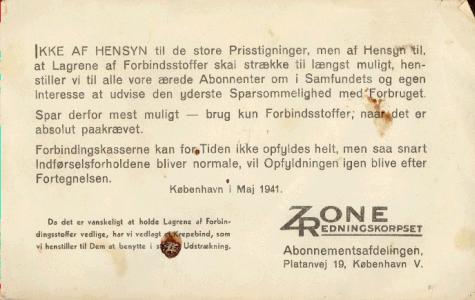 IKKE AF HENSYN til de store Prisstigninger, men af Hensyn til,
at Lagrene af Forbindsstoffer skal strække til længst muligt, hen-
stiller vi til alle vore ærede Abonnenter om i Samfundets og egen
Interesse at udvise den yderste Sparsommelighed med Forbruget.
Spar derfor mest muligt — brug kun Forbindsstoffer, naar det er
absolut paakrævet.
Forbindingskasserne kan for Tiden ikke opfyldes helt, men saa snart
Indførselsforholdene bliver normale, vil Opfyldningen igen blive efter
Fortegnelsen.
København i Maj 1941.
Da det er vanskeligt at holde Lagrene af Forbin-
dingsstoffer vedlige, har vi vedlagt et Krepebind, som
vi henstiller til Dem at benytte i Udstrækning.
ZONE
REDNINGSKORPSET
Abonnementsafdelingen,
Platanvej 19, København V.